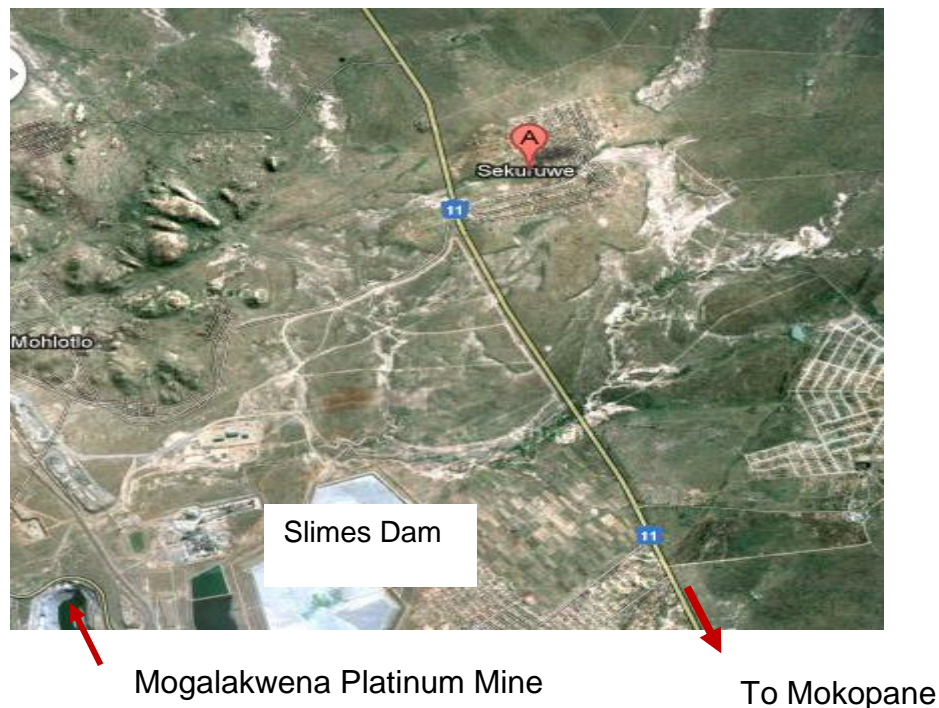 A
Sekuruwe
11
Mohlotlo
Slimes Dam
11
Mogalakwena Platinum Mine
To Mokopane